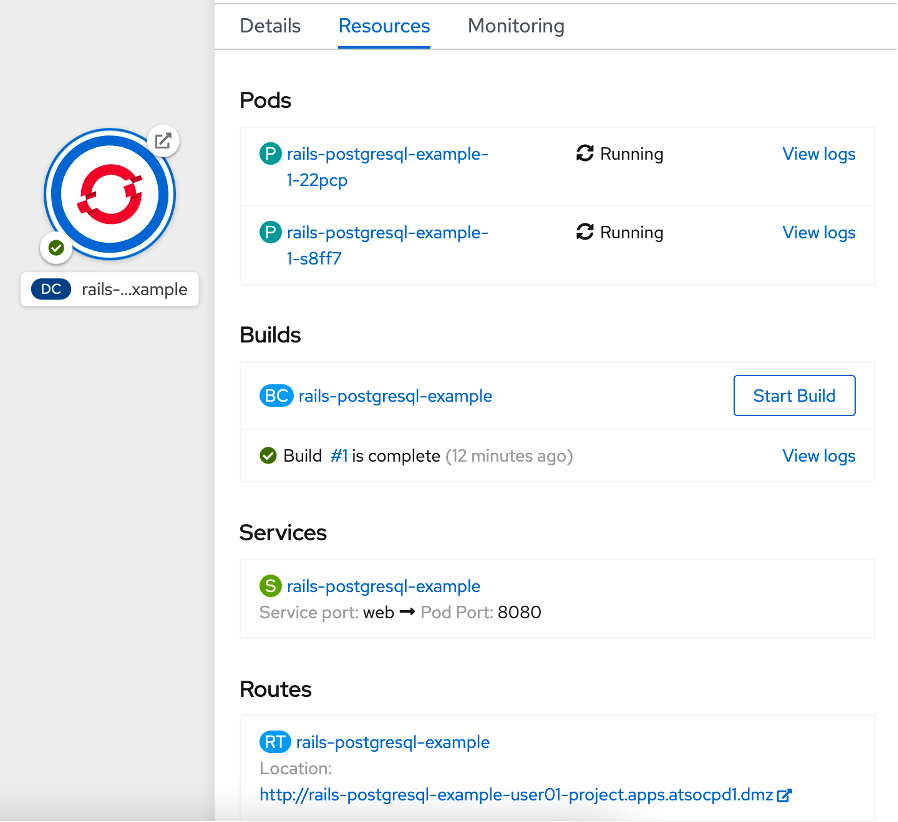 Details Resources Monitoring
Pods
P rails-postgresql-example-
1-22pcp
Running
View logs
P rails-postgresql-example-
1-s8ff7
Running
View logs
DC rails-...xample
Builds
BC rails-postgresql-example
Start Build
Build #1 is complete (12 minutes ago)
View logs
Services
S rails-postgresql-example
Service port: web → Pod Port: 8080
Routes
RT rails-postgresql-example
Location:
http://rails-postgresql-example-user01-project.apps.atsocpd1.dmz